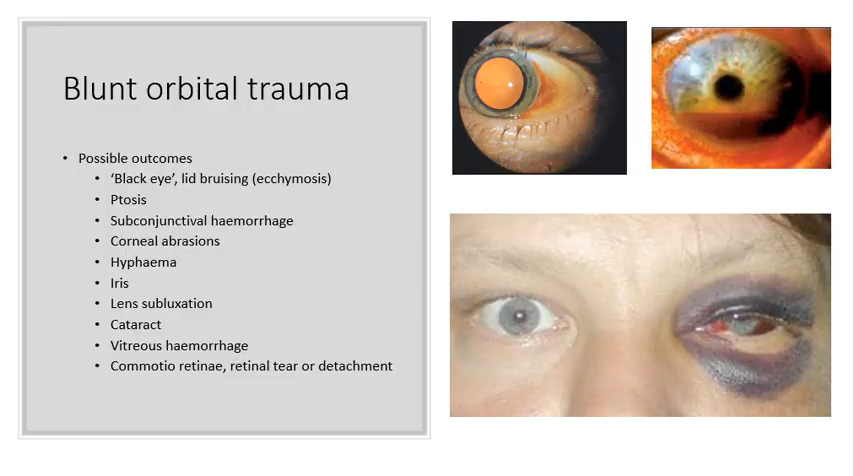 Blunt orbital trauma
• Possible outcomes
• ‘Black eye’, lid bruising (ecchymosis)
• Ptosis
• Subconjunctival haemorrhage
• Corneal abrasions
• Hyphaema
• Iris
• Lens subluxation
• Cataract
• Vitreous haemorrhage
• Commotio retinae, retinal tear or detachment